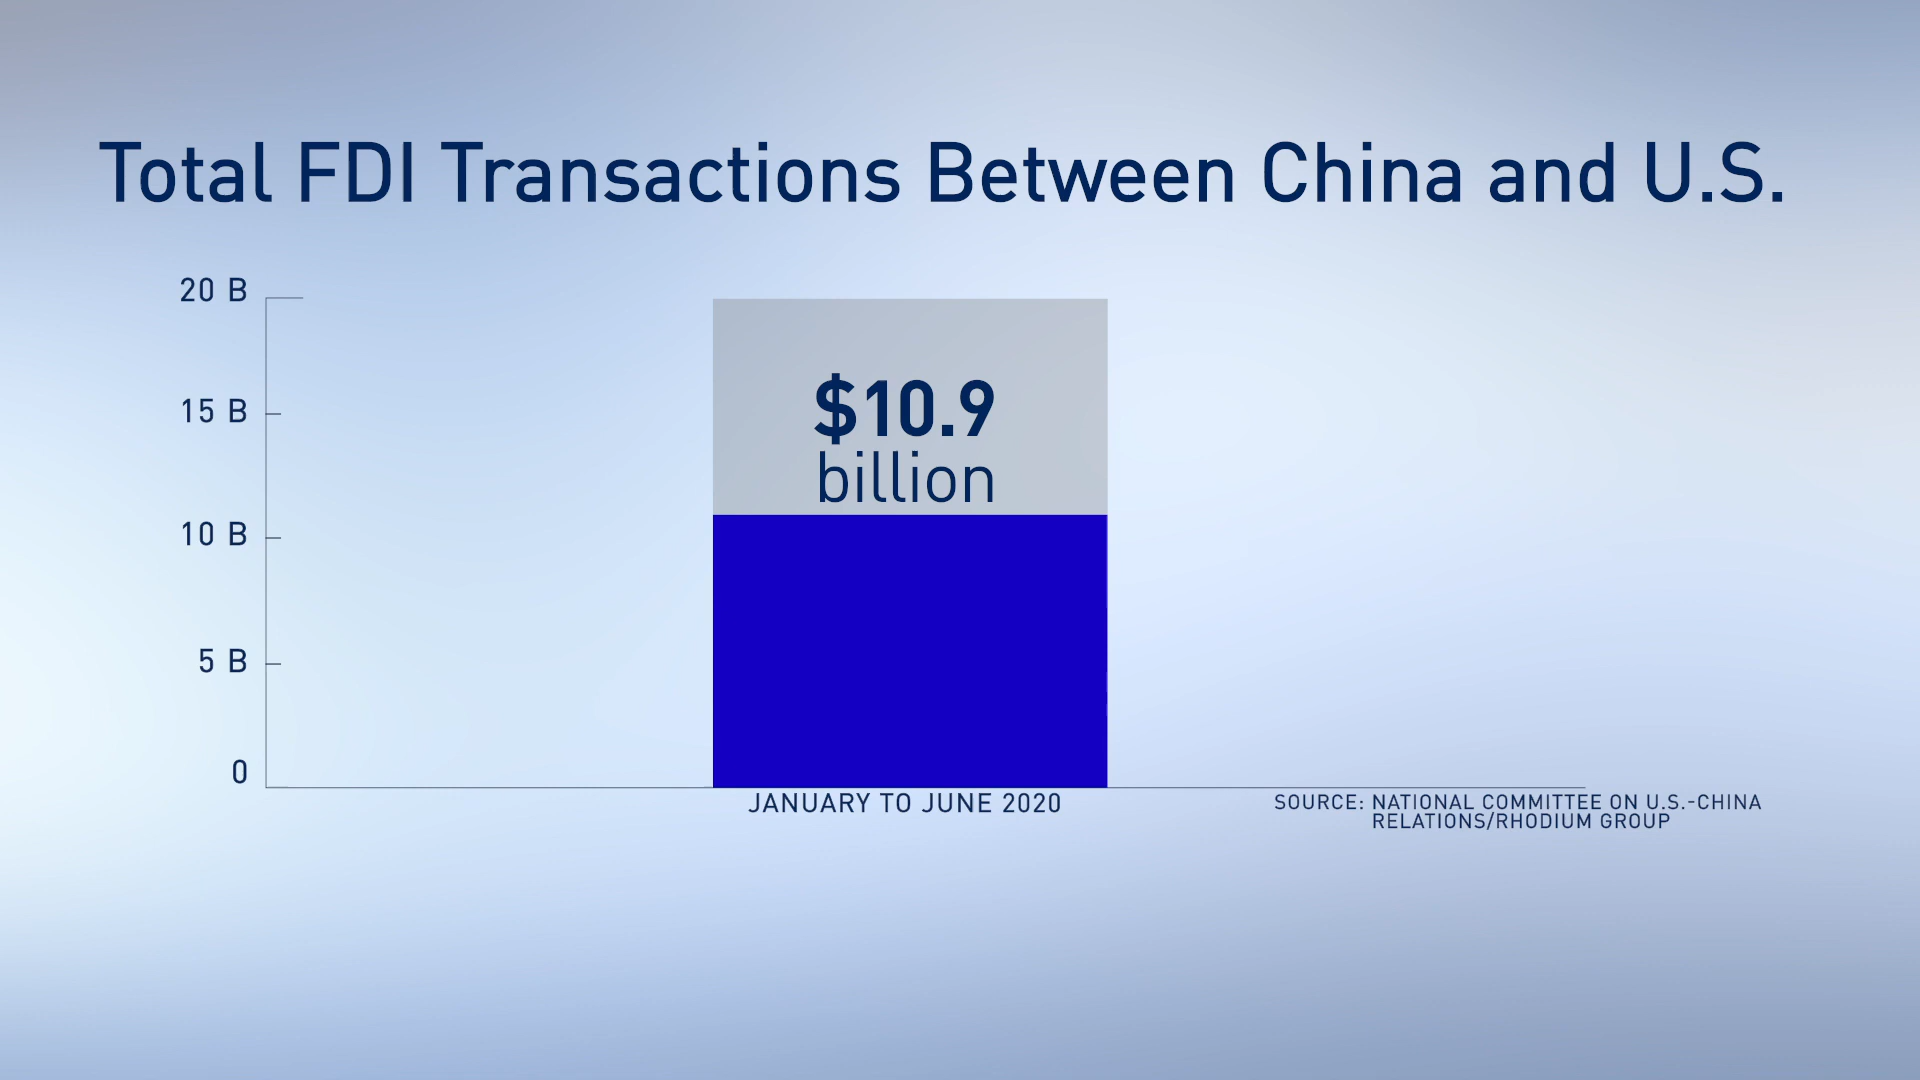 Total FDI Transactions Between China and U.S.
20 B
15 B
10 B
5 B
0
$10.9
billion
JANUARY TO JUNE 2020
SOURCE: NATIONAL COMMITTEE ON U.S.-CHINA
RELATIONS/RHODIUM GROUP